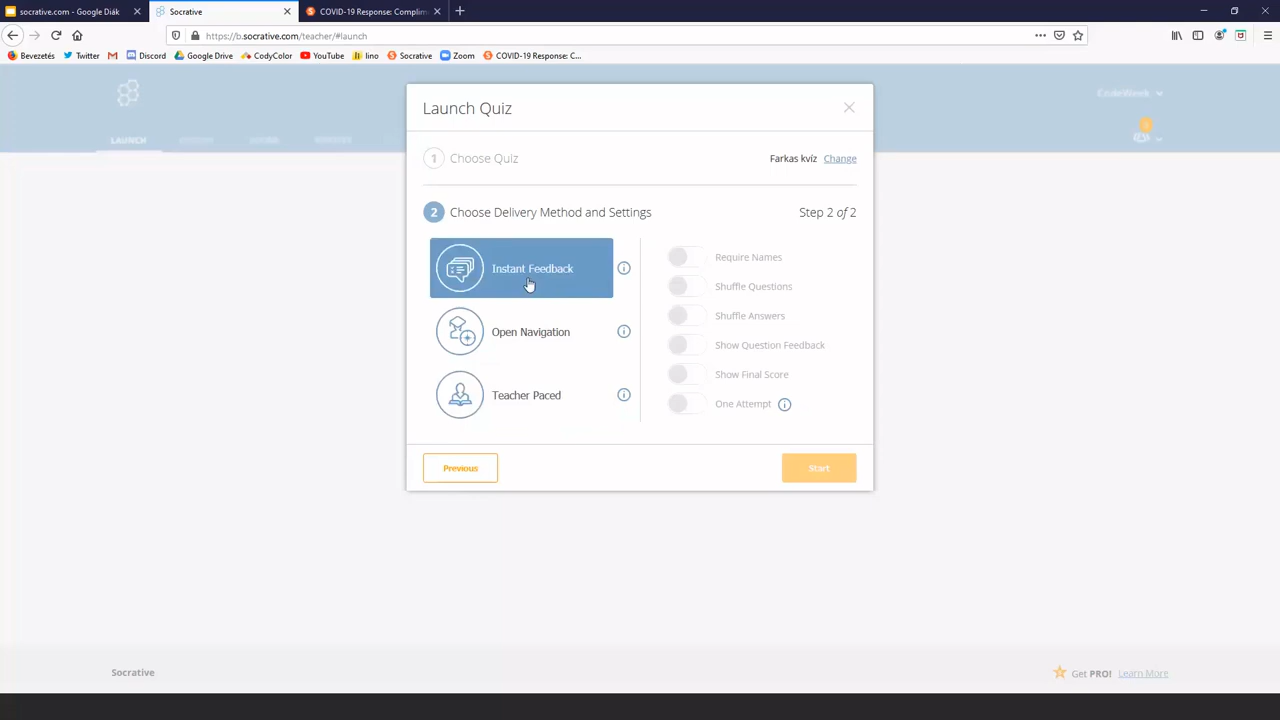 socrative.com - Google Diák
Socrative
COVID-19 Response: Complim
https://b.socrative.com/teacher/#launch
Bevezetés
Twitter
Discord
Google Drive
CodyColor
YouTube
lino
Socrative
Zoom
COVID-19 Response: C...
LAUNCH
Launch Quiz
1 Choose Quiz
Farkas kvíz Change
2 Choose Delivery Method and Settings
Step 2 of 2
Instant Feedback
Open Navigation
Teacher Paced
Require Names
Shuffle Questions
Shuffle Answers
Show Question Feedback
Show Final Score
One Attempt
Previous
Start
Socrative
Get PRO! Learn More